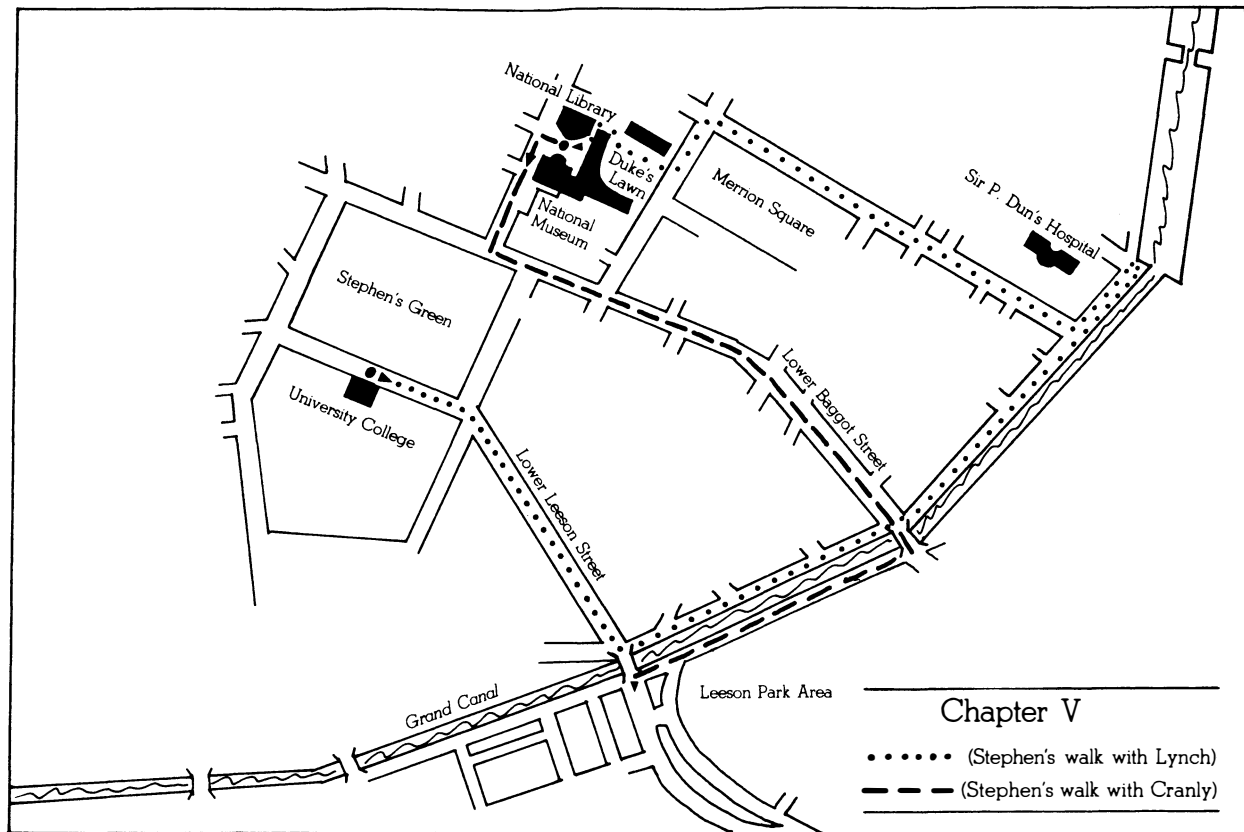 National Library
Duke's
Lawn
National
Museum
Merrion Square
Sir P. Dun's Hospital
Stephen's Green
University College
Lower Baggot Street
Lower Leeson Street
Grand Canal
Leeson Park Area
Chapter V
(Stephen's walk with Lynch)
(Stephen's walk with Cranly)